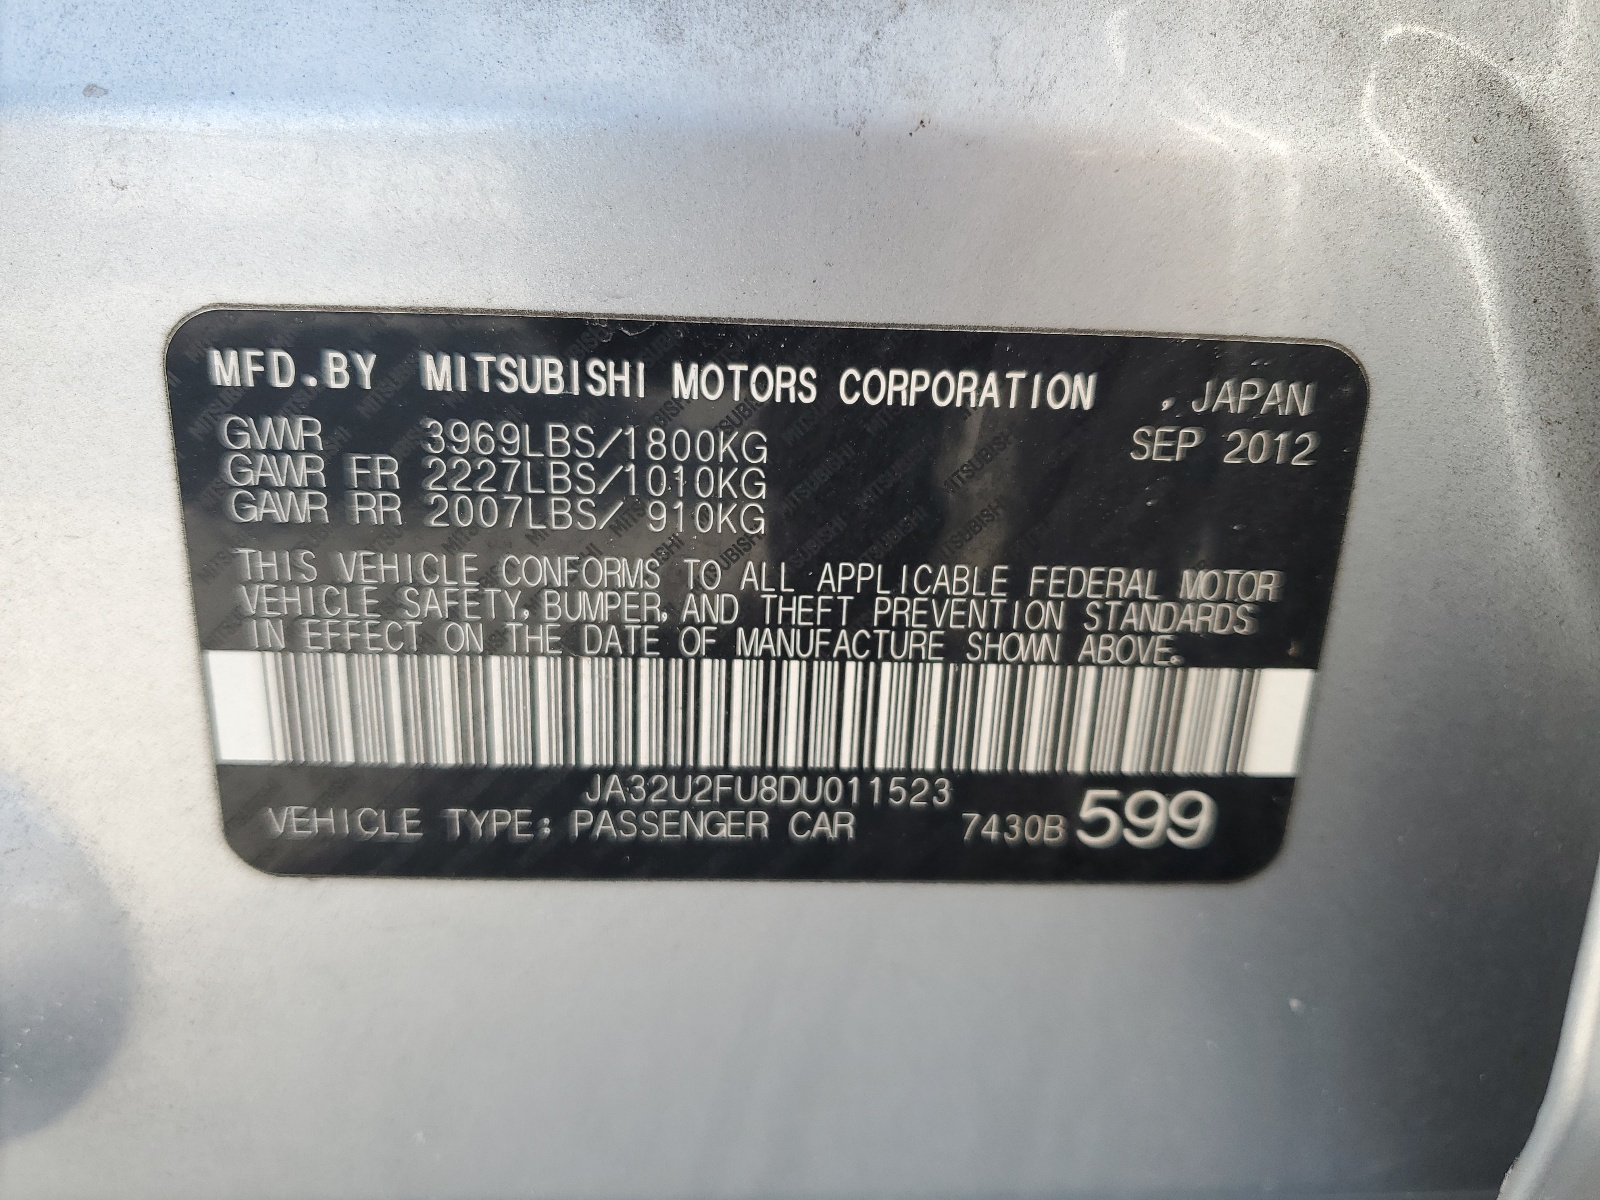 MFD.BY MITSUBISHI MOTORS CORPORATION , JAPAN
GVWR 3969LBS/1800KG SEP 2012
GAWR FR 2227LBS/1010KG
GAWR RR 2007LBS/ 910KG
THIS VEHICLE CONFORMS TO ALL APPLICABLE FEDERAL MOTOR
VEHICLE SAFETY, BUMPER, AND THEFT PREVENTION STANDARDS
IN EFFECT ON THE DATE OF MANUFACTURE SHOWN ABOVE.
JA32U2FU8DU011523
VEHICLE TYPE: PASSENGER CAR 7430B 599